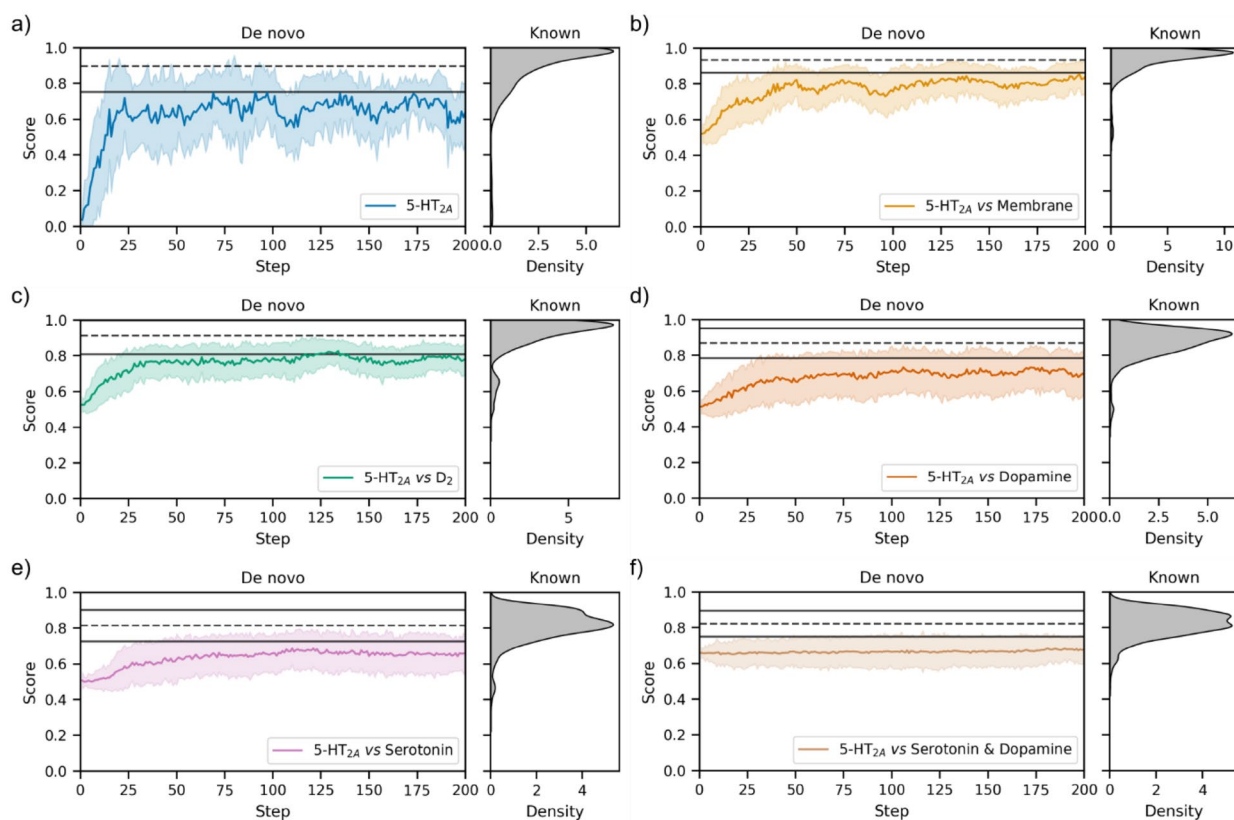 a)
De novo
Known
1.0
0.8
0.6
0.4
0.2
0.0
Score
5-HT2A
0 25 50 75 100 125 150 175 200
Step
0.0 2.5 5.0
Density
b)
De novo
Known
1.0
0.8
0.6
0.4
0.2
0.0
Score
5-HT2A vs Membrane
0 25 50 75 100 125 150 175 200
Step
0 5 10
Density
c)
De novo
Known
1.0
0.8
0.6
0.4
0.2
0.0
Score
5-HT2A vs D2
0 25 50 75 100 125 150 175 200
Step
0 5
Density
d)
De novo
Known
1.0
0.8
0.6
0.4
0.2
0.0
Score
5-HT2A vs Dopamine
0 25 50 75 100 125 150 175 200
Step
0.0 2.5 5.0
Density
e)
De novo
Known
1.0
0.8
0.6
0.4
0.2
0.0
Score
5-HT2A vs Serotonin
0 25 50 75 100 125 150 175 200
Step
0 2 4
Density
f)
De novo
Known
1.0
0.8
0.6
0.4
0.2
0.0
Score
5-HT2A vs Serotonin & Dopamine
0 25 50 75 100 125 150 175 200
Step
0 2 4
Density